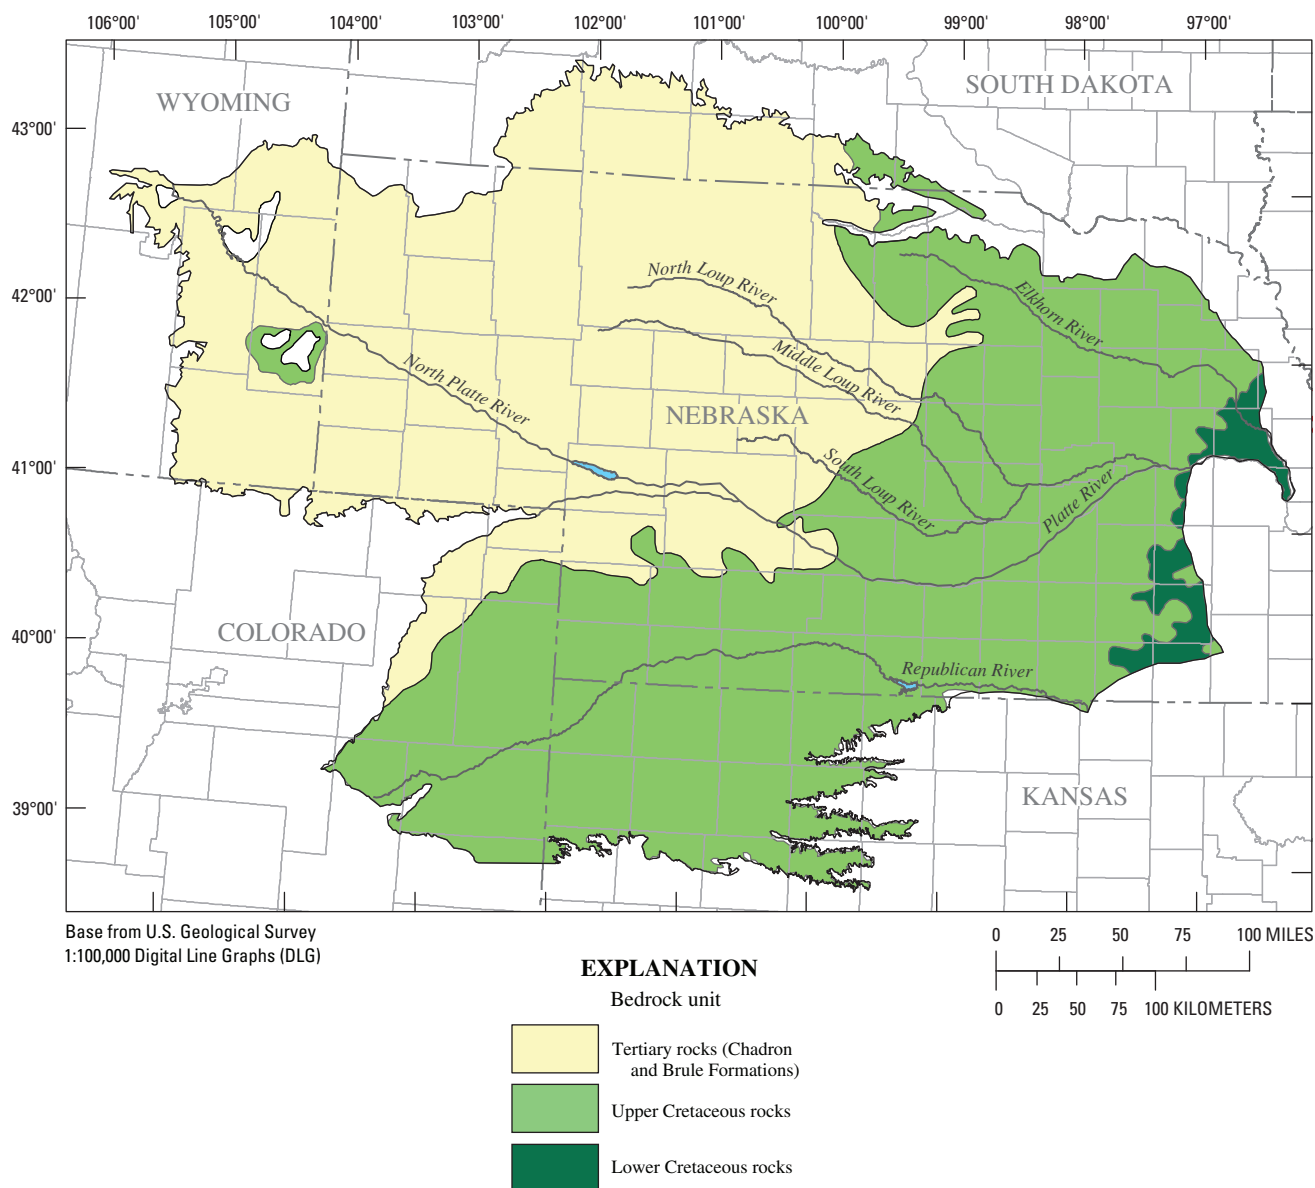 106°00' 105°00' 104°00' 103°00' 102°00' 101°00' 100°00' 99°00' 98°00' 97°00'
WYOMING
SOUTH DAKOTA
43°00'
North Loup River
42°00'
Elkhorn River
Middle Loup River
North Platte River
NEBRASKA
41°00'
South Loup River
Platte River
40°00'
COLORADO
Republican River
39°00'
KANSAS
Base from U.S. Geological Survey
1:100,000 Digital Line Graphs (DLG)
0 25 50 75 100 MILES
0 25 50 75 100 KILOMETERS
EXPLANATION
Bedrock unit
Tertiary rocks (Chadron
and Brule Formations)
Upper Cretaceous rocks
Lower Cretaceous rocks